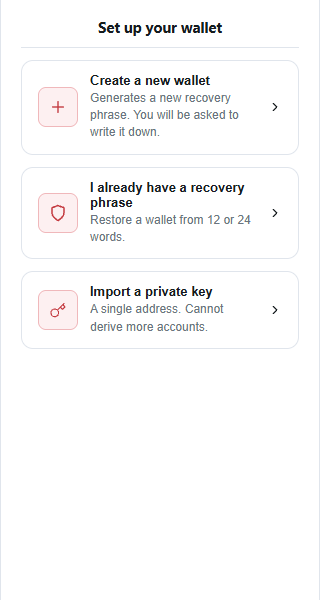 Set up your wallet
Create a new wallet
Generates a new recovery
phrase. You will be asked to
write it down.
I already have a recovery
phrase
Restore a wallet from 12 or 24
words.
Import a private key
A single address. Cannot
derive more accounts.